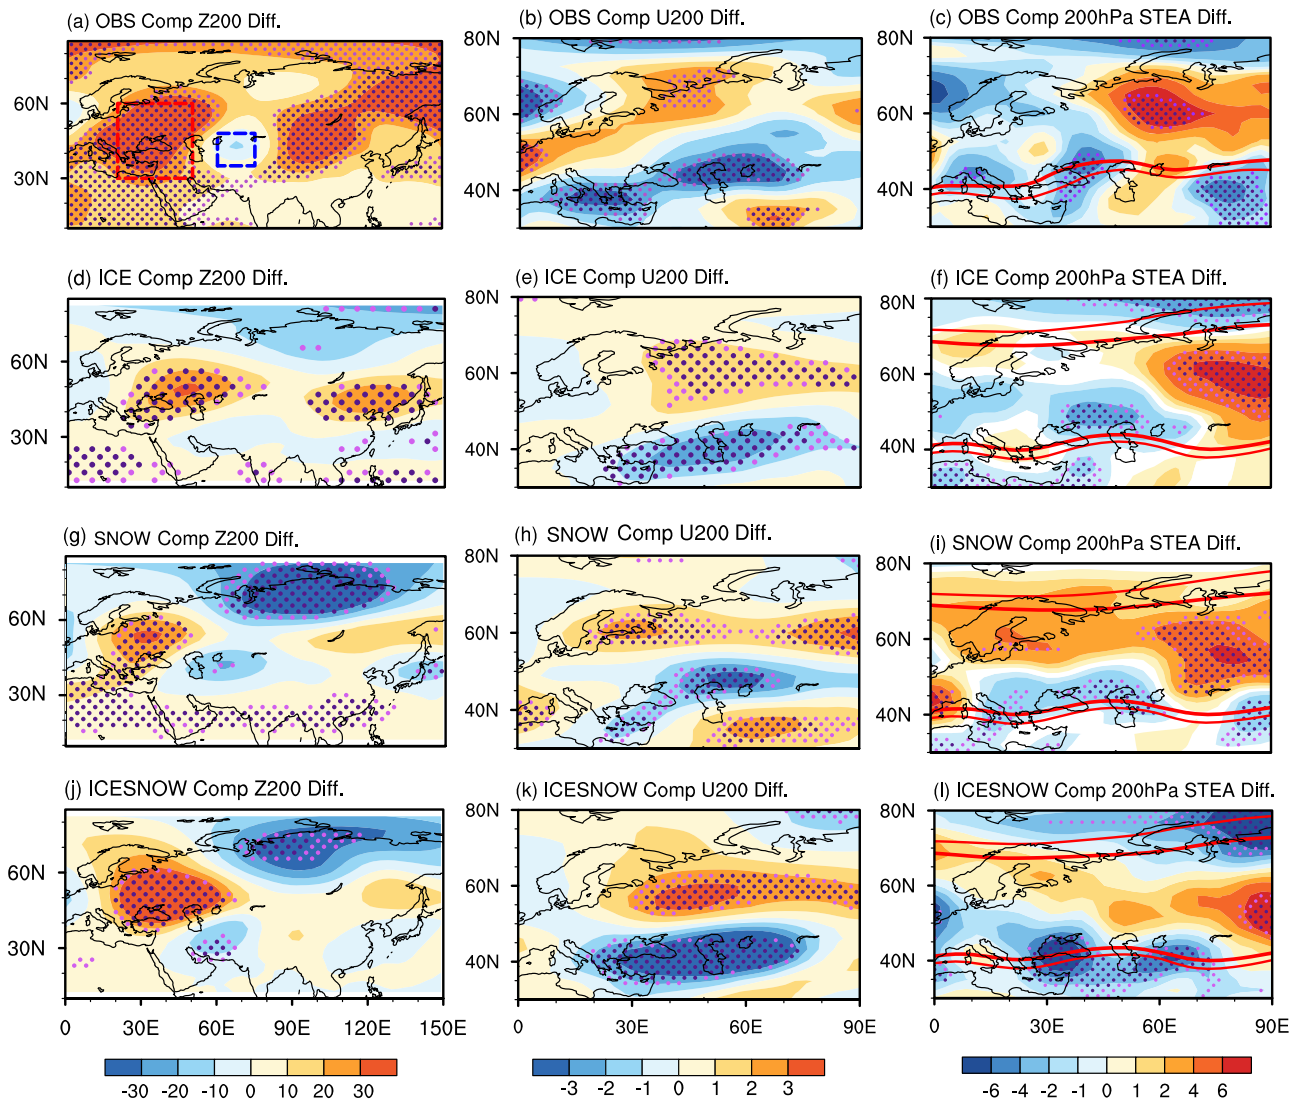 (a) OBS Comp Z200 Diff.
(b) OBS Comp U200 Diff.
(c) OBS Comp 200hPa STEA Diff.
60N
30N
80N
60N
40N
80N
60N
40N
(d) ICE Comp Z200 Diff.
(e) ICE Comp U200 Diff.
(f) ICE Comp 200hPa STEA Diff.
60N
30N
80N
60N
40N
80N
60N
40N
(g) SNOW Comp Z200 Diff.
(h) SNOW Comp U200 Diff.
(i) SNOW Comp 200hPa STEA Diff.
60N
30N
80N
60N
40N
80N
60N
40N
(j) ICESNOW Comp Z200 Diff.
(k) ICESNOW Comp U200 Diff.
(l) ICESNOW Comp 200hPa STEA Diff.
60N
30N
80N
60N
40N
80N
60N
40N
0 30E 60E 90E 120E 150E
0 30E 60E 90E
0 30E 60E 90E
-30 -20 -10 0 10 20 30
-3 -2 -1 0 1 2 3
-6 -4 -2 -1 0 1 2 4 6